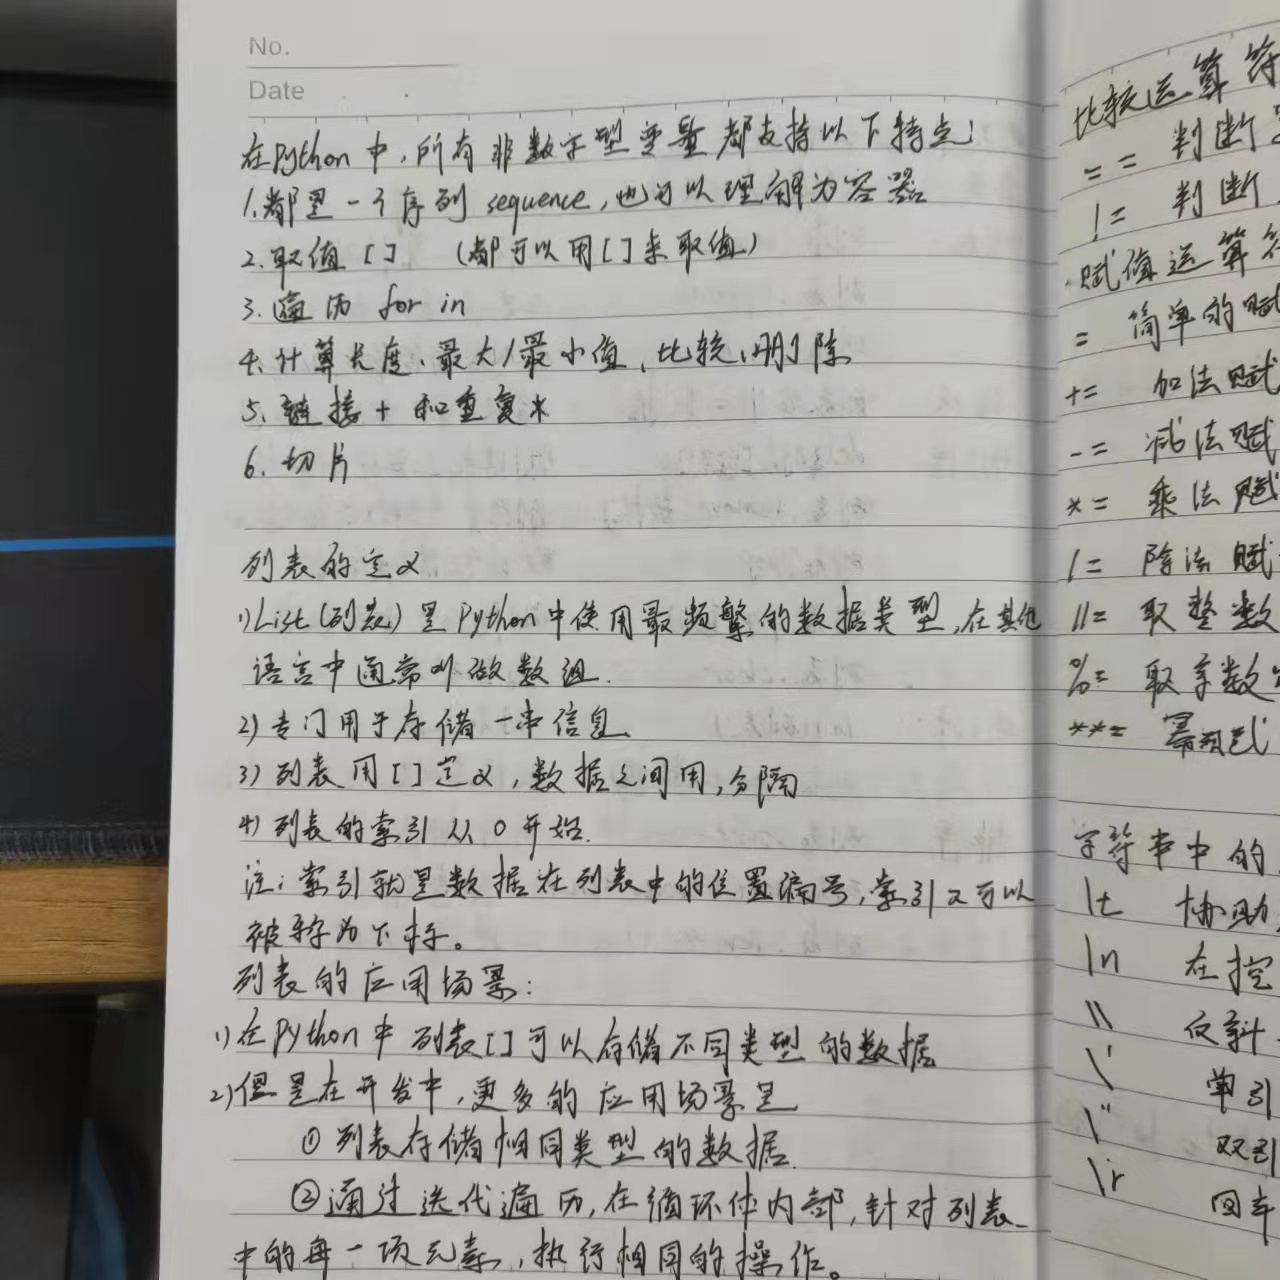 No.
Date
在Python中，所有非数字型变量都支持以下特点：
1.都是一个序列 sequence，也可以理解为容器
2.取值 [ ] （都可以用[ ]来取值）
3.遍历 for in
4.计算长度、最大/最小值、比较、删除
5.链接 + 和重复 *
6.切片
列表的定义
1)List(列表)是Python中使用最频繁的数据类型，在其他
语言中通常叫做数组.
2)专门用于存储一串信息
3)列表用[ ]定义，数据之间用，分隔
4)列表的索引从0开始.
注：索引就是数据在列表中的位置编号，索引又可以
被称为下标。
列表的应用场景：
1)在Python中列表[ ]可以存储不同类型的数据
2)但是在开发中，更多的应用场景是
①列表存储相同类型的数据.
②通过迭代遍历，在循环体内部，针对列表
中的每一项元素，执行相同的操作。
比较运算符
== 判断
!= 判断
赋值运算符
= 简单的赋
+= 加法赋
-= 减法赋
*= 乘法赋
/= 除法赋
//= 取整数
%= 取余数
**= 幂赋
字符串中的
\t 协助
\n 在控
\\ 反斜
\' 单引
\" 双引
\r 回车